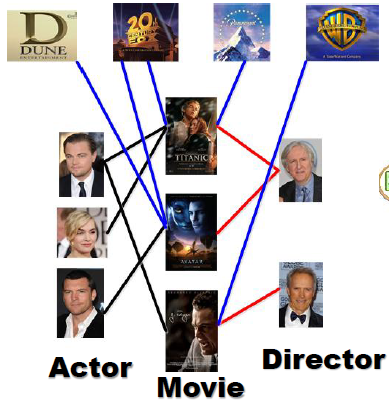 D
DUNE
ENTERTAINMENT
20th
CENTURY
FOX
Paramount
WB
TITANIC
AVATAR
Actor
Movie
Director